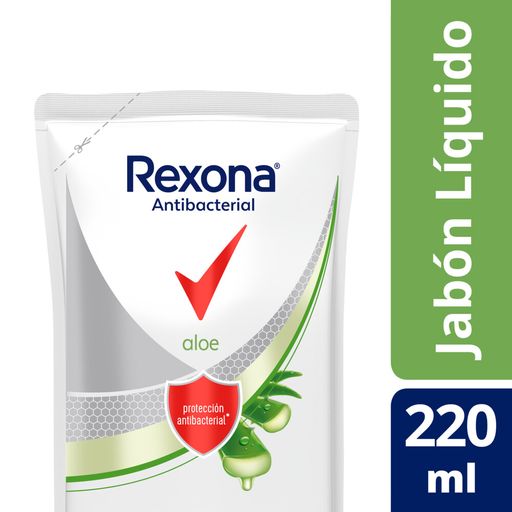 Rexona®
Antibacterial
aloe
protección
antibacterial*
Jabón Líquido
220
ml